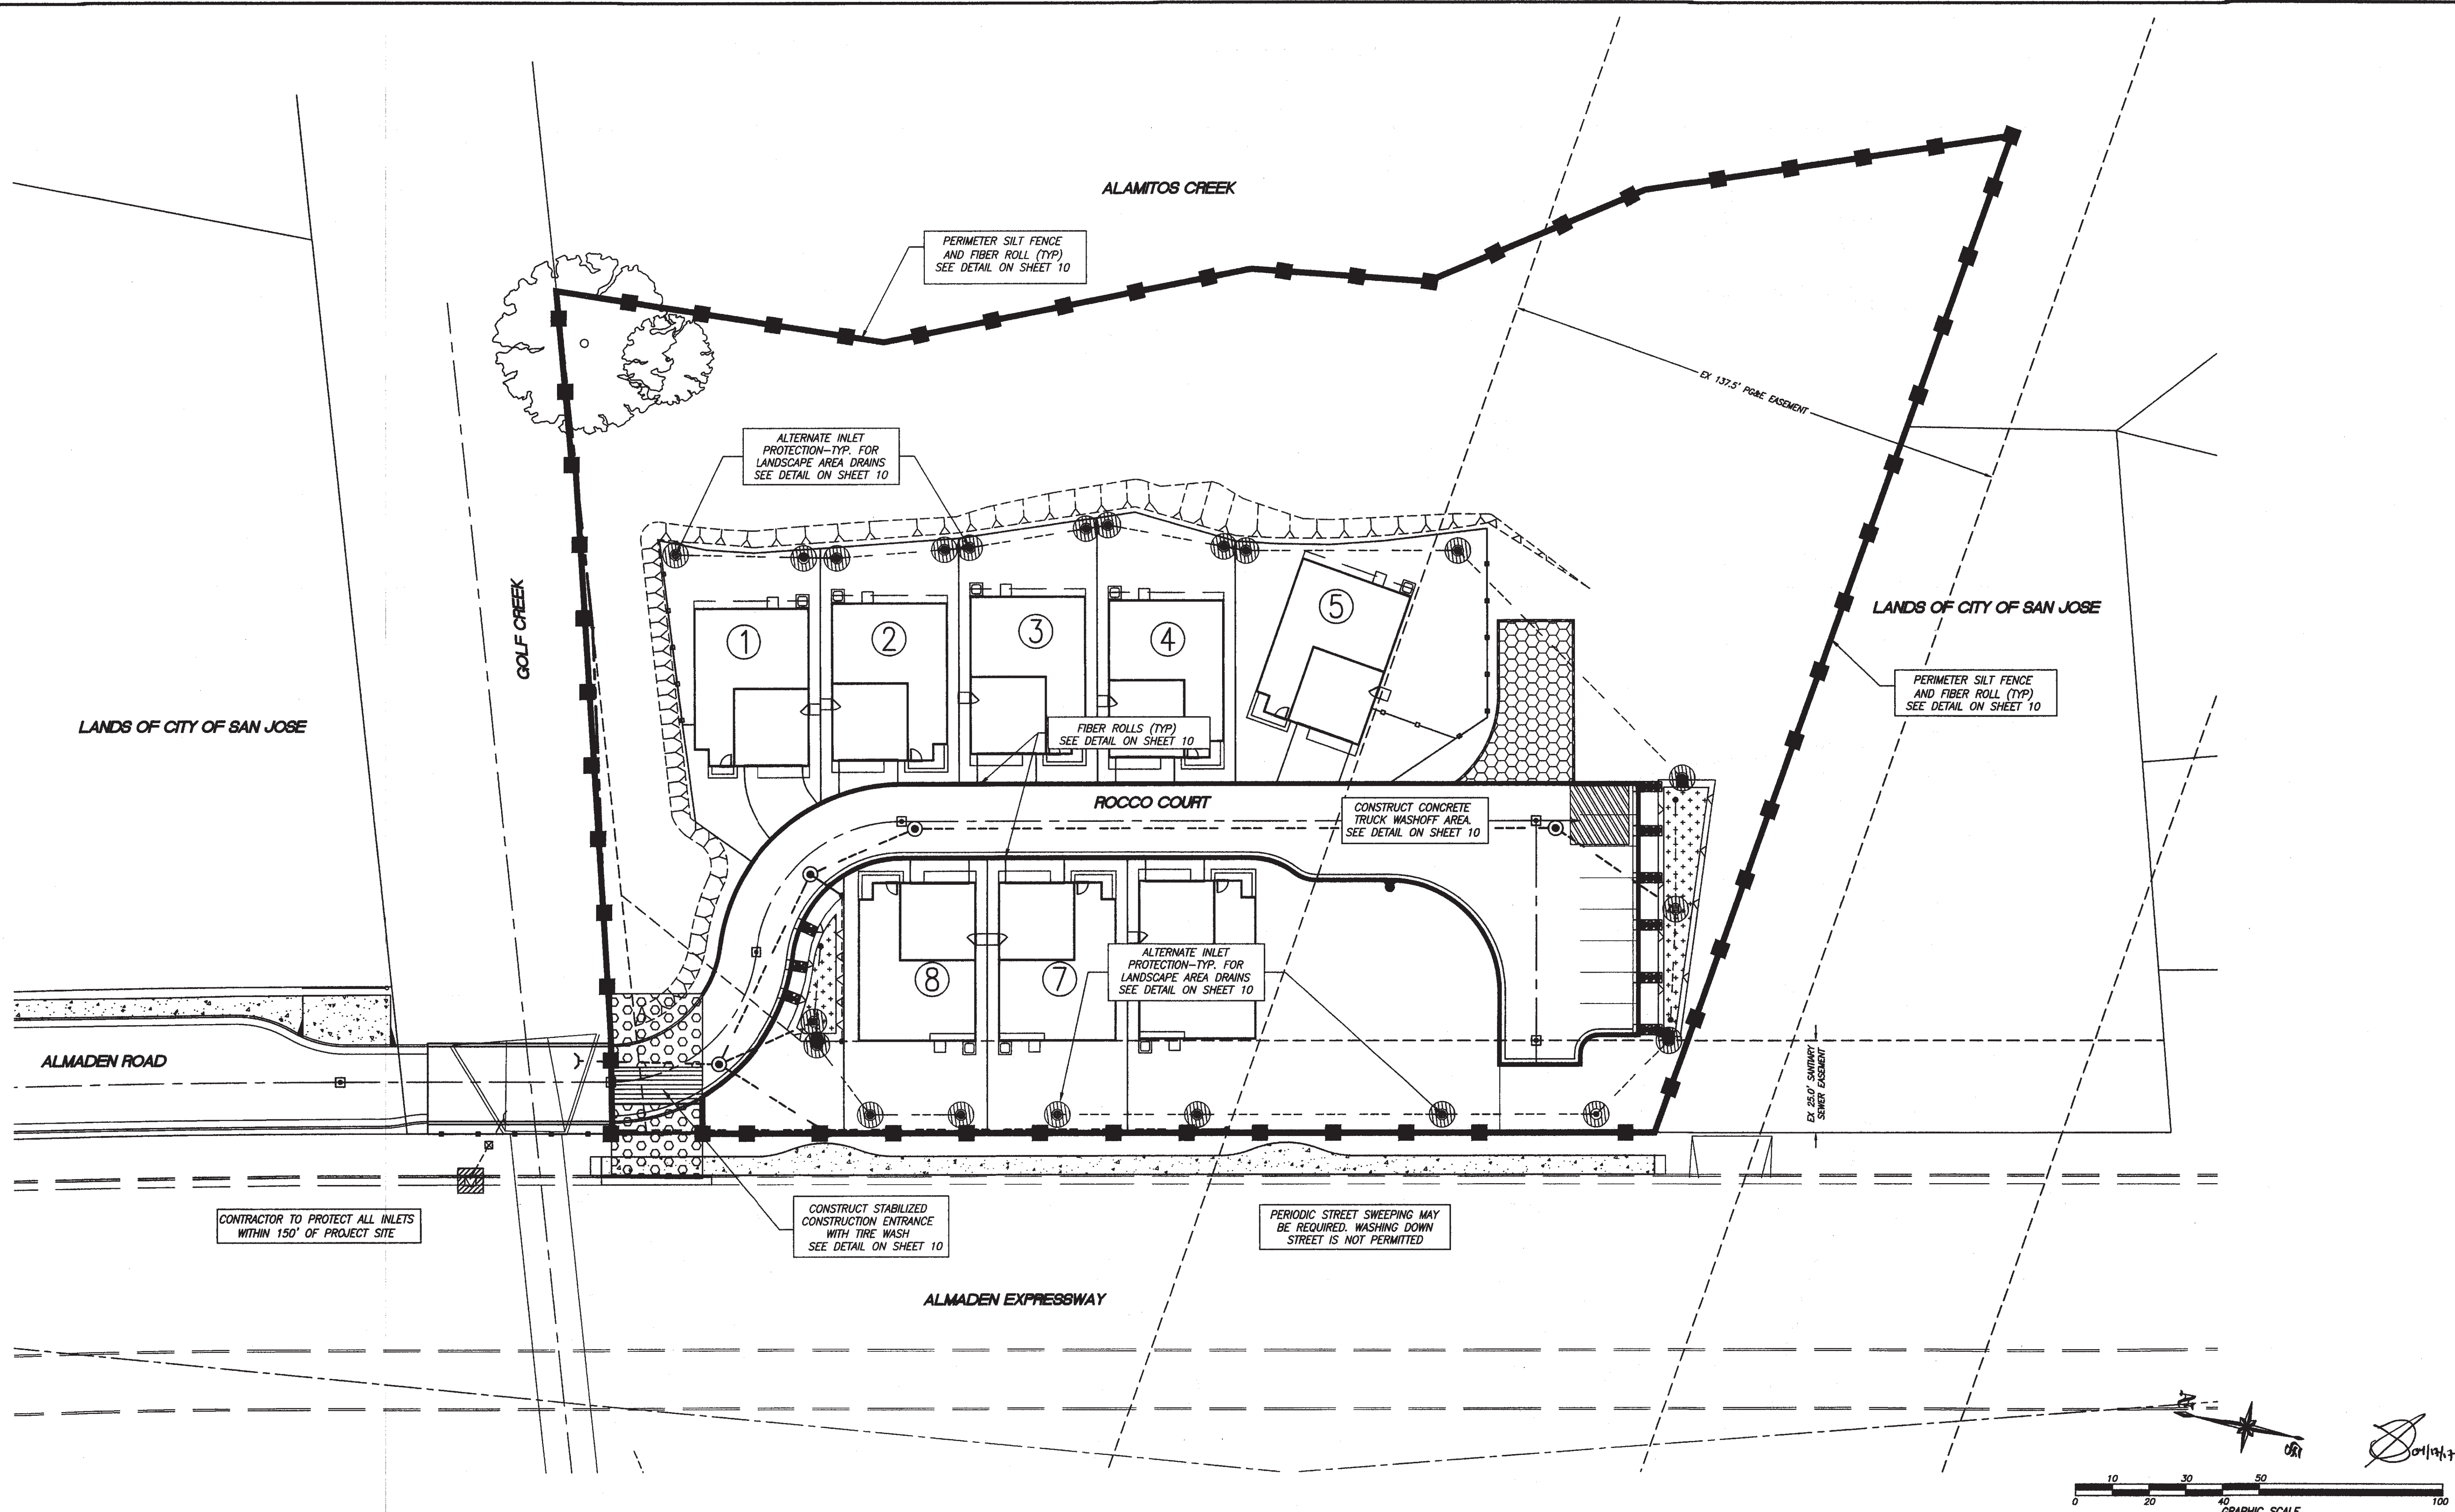 ALAMITOS CREEK
PERIMETER SILT FENCE
AND FIBER ROLL (TYP)
SEE DETAIL ON SHEET 10
EX 137.5' PG&E EASEMENT
ALTERNATE INLET
PROTECTION-TYP. FOR
LANDSCAPE AREA DRAINS
SEE DETAIL ON SHEET 10
GOLF CREEK
LANDS OF CITY OF SAN JOSE
1
2
3
4
5
LANDS OF CITY OF SAN JOSE
PERIMETER SILT FENCE
AND FIBER ROLL (TYP)
SEE DETAIL ON SHEET 10
FIBER ROLLS (TYP)
SEE DETAIL ON SHEET 10
ROCCO COURT
CONSTRUCT CONCRETE
TRUCK WASHOFF AREA.
SEE DETAIL ON SHEET 10
8
7
ALTERNATE INLET
PROTECTION-TYP. FOR
LANDSCAPE AREA DRAINS
SEE DETAIL ON SHEET 10
ALMADEN ROAD
EX 25.0' SANITARY
SEWER EASEMENT
CONTRACTOR TO PROTECT ALL INLETS
WITHIN 150' OF PROJECT SITE
CONSTRUCT STABILIZED
CONSTRUCTION ENTRANCE
WITH TIRE WASH
SEE DETAIL ON SHEET 10
PERIODIC STREET SWEEPING MAY
BE REQUIRED. WASHING DOWN
STREET IS NOT PERMITTED
ALMADEN EXPRESSWAY
10 30 50
0 20 40 100
GRAPHIC SCALE